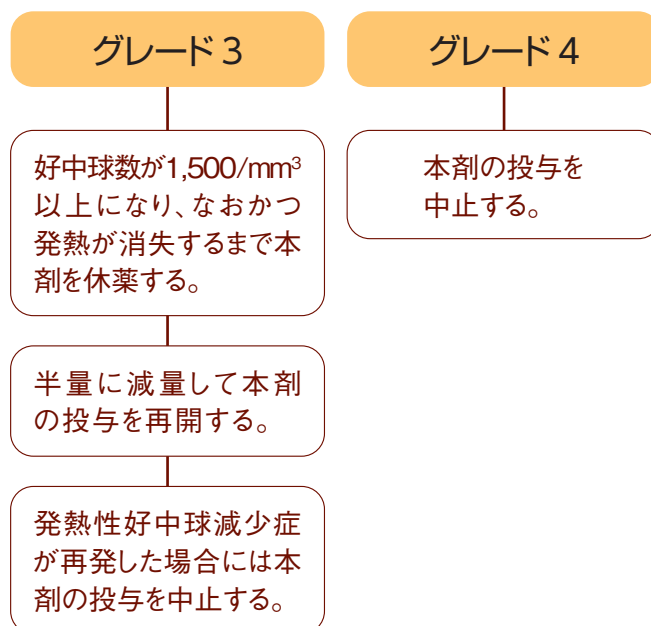 グレード3
好中球数が1,500/mm³
以上になり、なおかつ
発熱が消失するまで本
剤を休薬する。
半量に減量して本剤
の投与を再開する。
発熱性好中球減少症
が再発した場合には本
剤の投与を中止する。
グレード4
本剤の投与を
中止する。